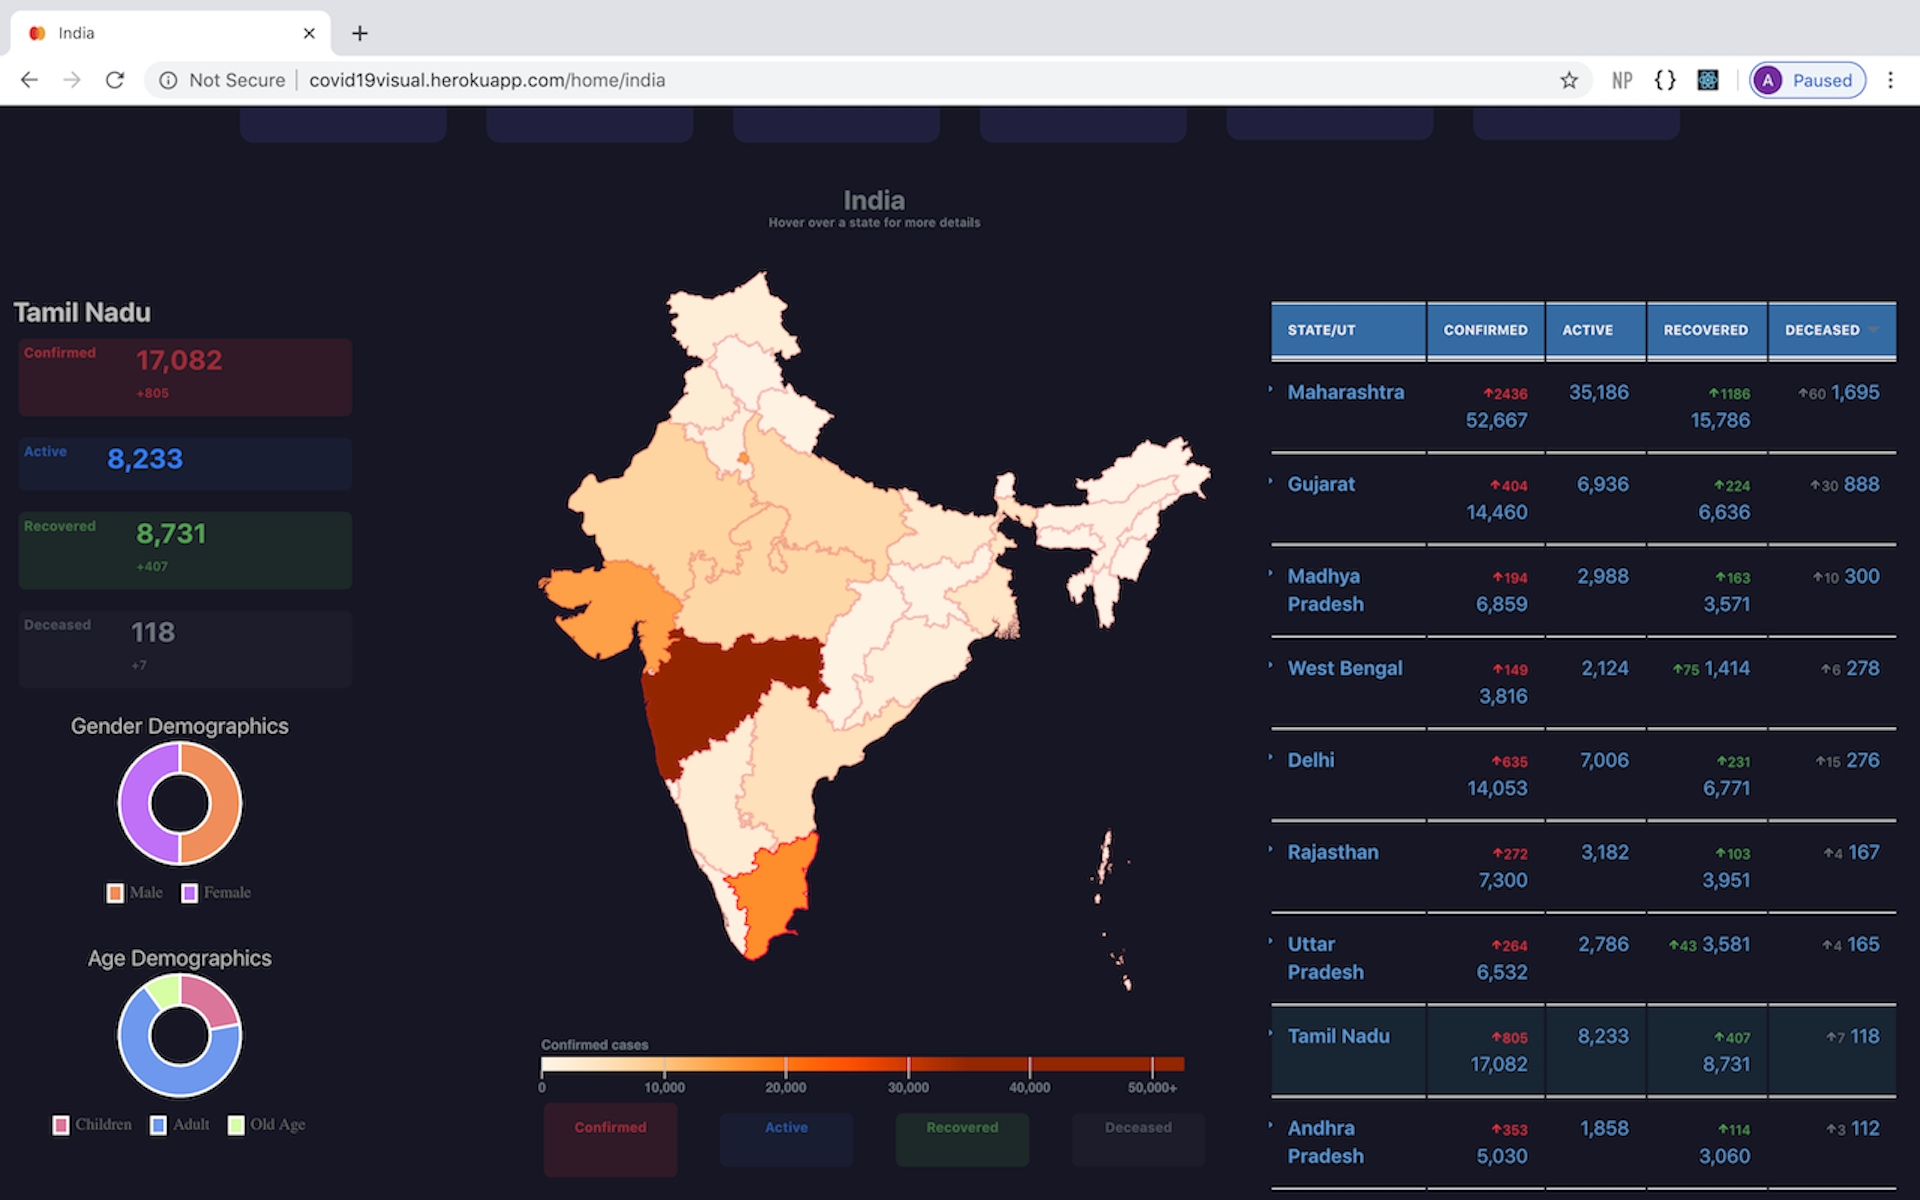 India
Not Secure | covid19visual.herokuapp.com/home/india
NP {} A Paused
India
Hover over a state for more details
Tamil Nadu
Confirmed 17,082
+805
Active 8,233
Recovered 8,731
+407
Deceased 118
+7
Gender Demographics
Male Female
Age Demographics
Children Adult Old Age
Confirmed cases
0 10,000 20,000 30,000 40,000 50,000+
Confirmed Active Recovered Deceased
STATE/UT CONFIRMED ACTIVE RECOVERED DECEASED
Maharashtra ↑2436 35,186 ↑1186 ↑60 1,695
52,667 15,786
Gujarat ↑404 6,936 ↑224 ↑30 888
14,460 6,636
Madhya ↑194 2,988 ↑163 ↑10 300
Pradesh 6,859 3,571
West Bengal ↑149 2,124 ↑75 1,414 ↑6 278
3,816
Delhi ↑635 7,006 ↑231 ↑15 276
14,053 6,771
Rajasthan ↑272 3,182 ↑103 ↑4 167
7,300 3,951
Uttar ↑264 2,786 ↑43 3,581 ↑4 165
Pradesh 6,532
Tamil Nadu ↑805 8,233 ↑407 ↑7 118
17,082 8,731
Andhra ↑353 1,858 ↑114 ↑3 112
Pradesh 5,030 3,060